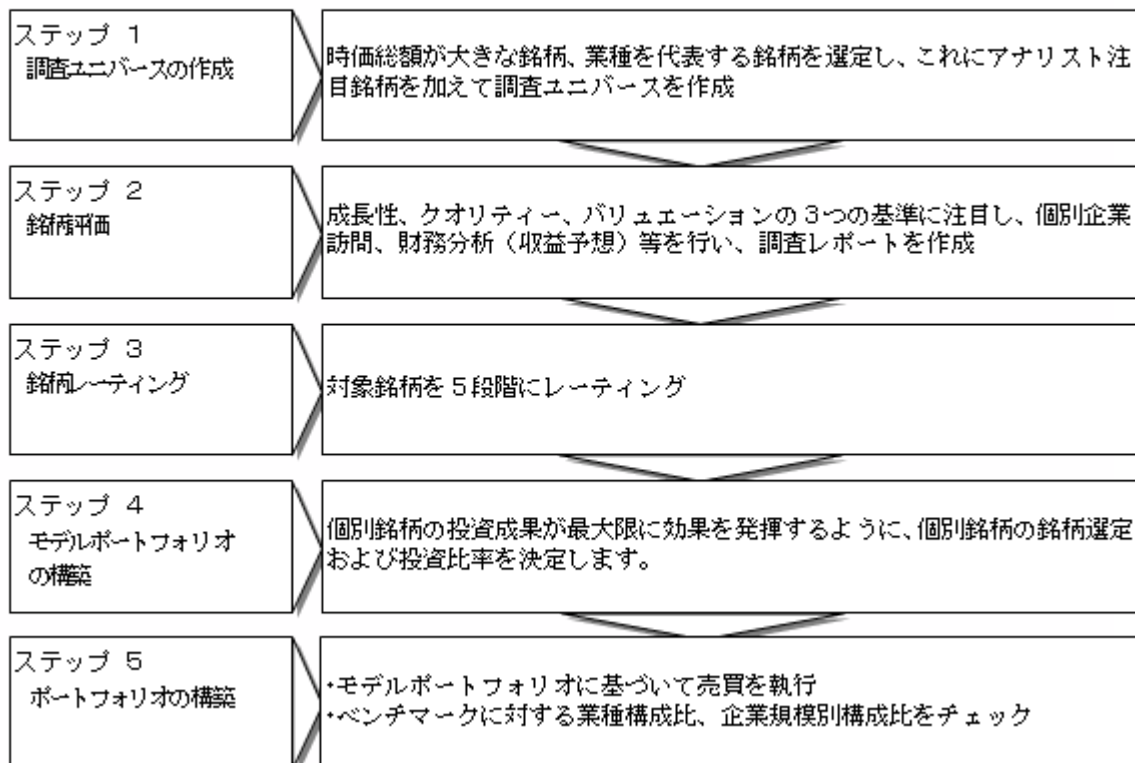 ステップ 1
調査ユニバースの作成
時価総額が大きな銘柄、業種を代表する銘柄を選定し、これにアナリスト注
目銘柄を加えて調査ユニバースを作成
ステップ 2
銘柄評価
成長性、クオリティー、バリュエーションの3つの基準に注目し、個別企業
訪問、財務分析（収益予想）等を行い、調査レポートを作成
ステップ 3
銘柄レーティング
対象銘柄を5段階にレーティング
ステップ 4
モデルポートフォリオ
の構築
個別銘柄の投資成果が最大限に効果を発揮するように、個別銘柄の銘柄選定
および投資比率を決定します。
ステップ 5
ポートフォリオの構築
・モデルポートフォリオに基づいて売買を執行
・ベンチマークに対する業種構成比、企業規模別構成比をチェック